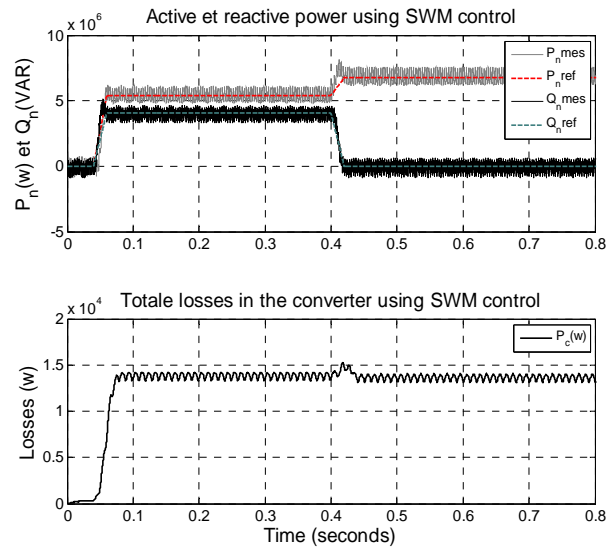 Active et reactive power using SWM control
x 10^6
10
5
0
-5
P_n(w) et Q_n(VAR)
P_n mes
P_n ref
Q_n mes
Q_n ref
0 0.1 0.2 0.3 0.4 0.5 0.6 0.7 0.8
Totale losses in the converter using SWM control
x 10^4
2
1.5
1
0.5
0
Losses (w)
P_c(w)
0 0.1 0.2 0.3 0.4 0.5 0.6 0.7 0.8
Time (seconds)